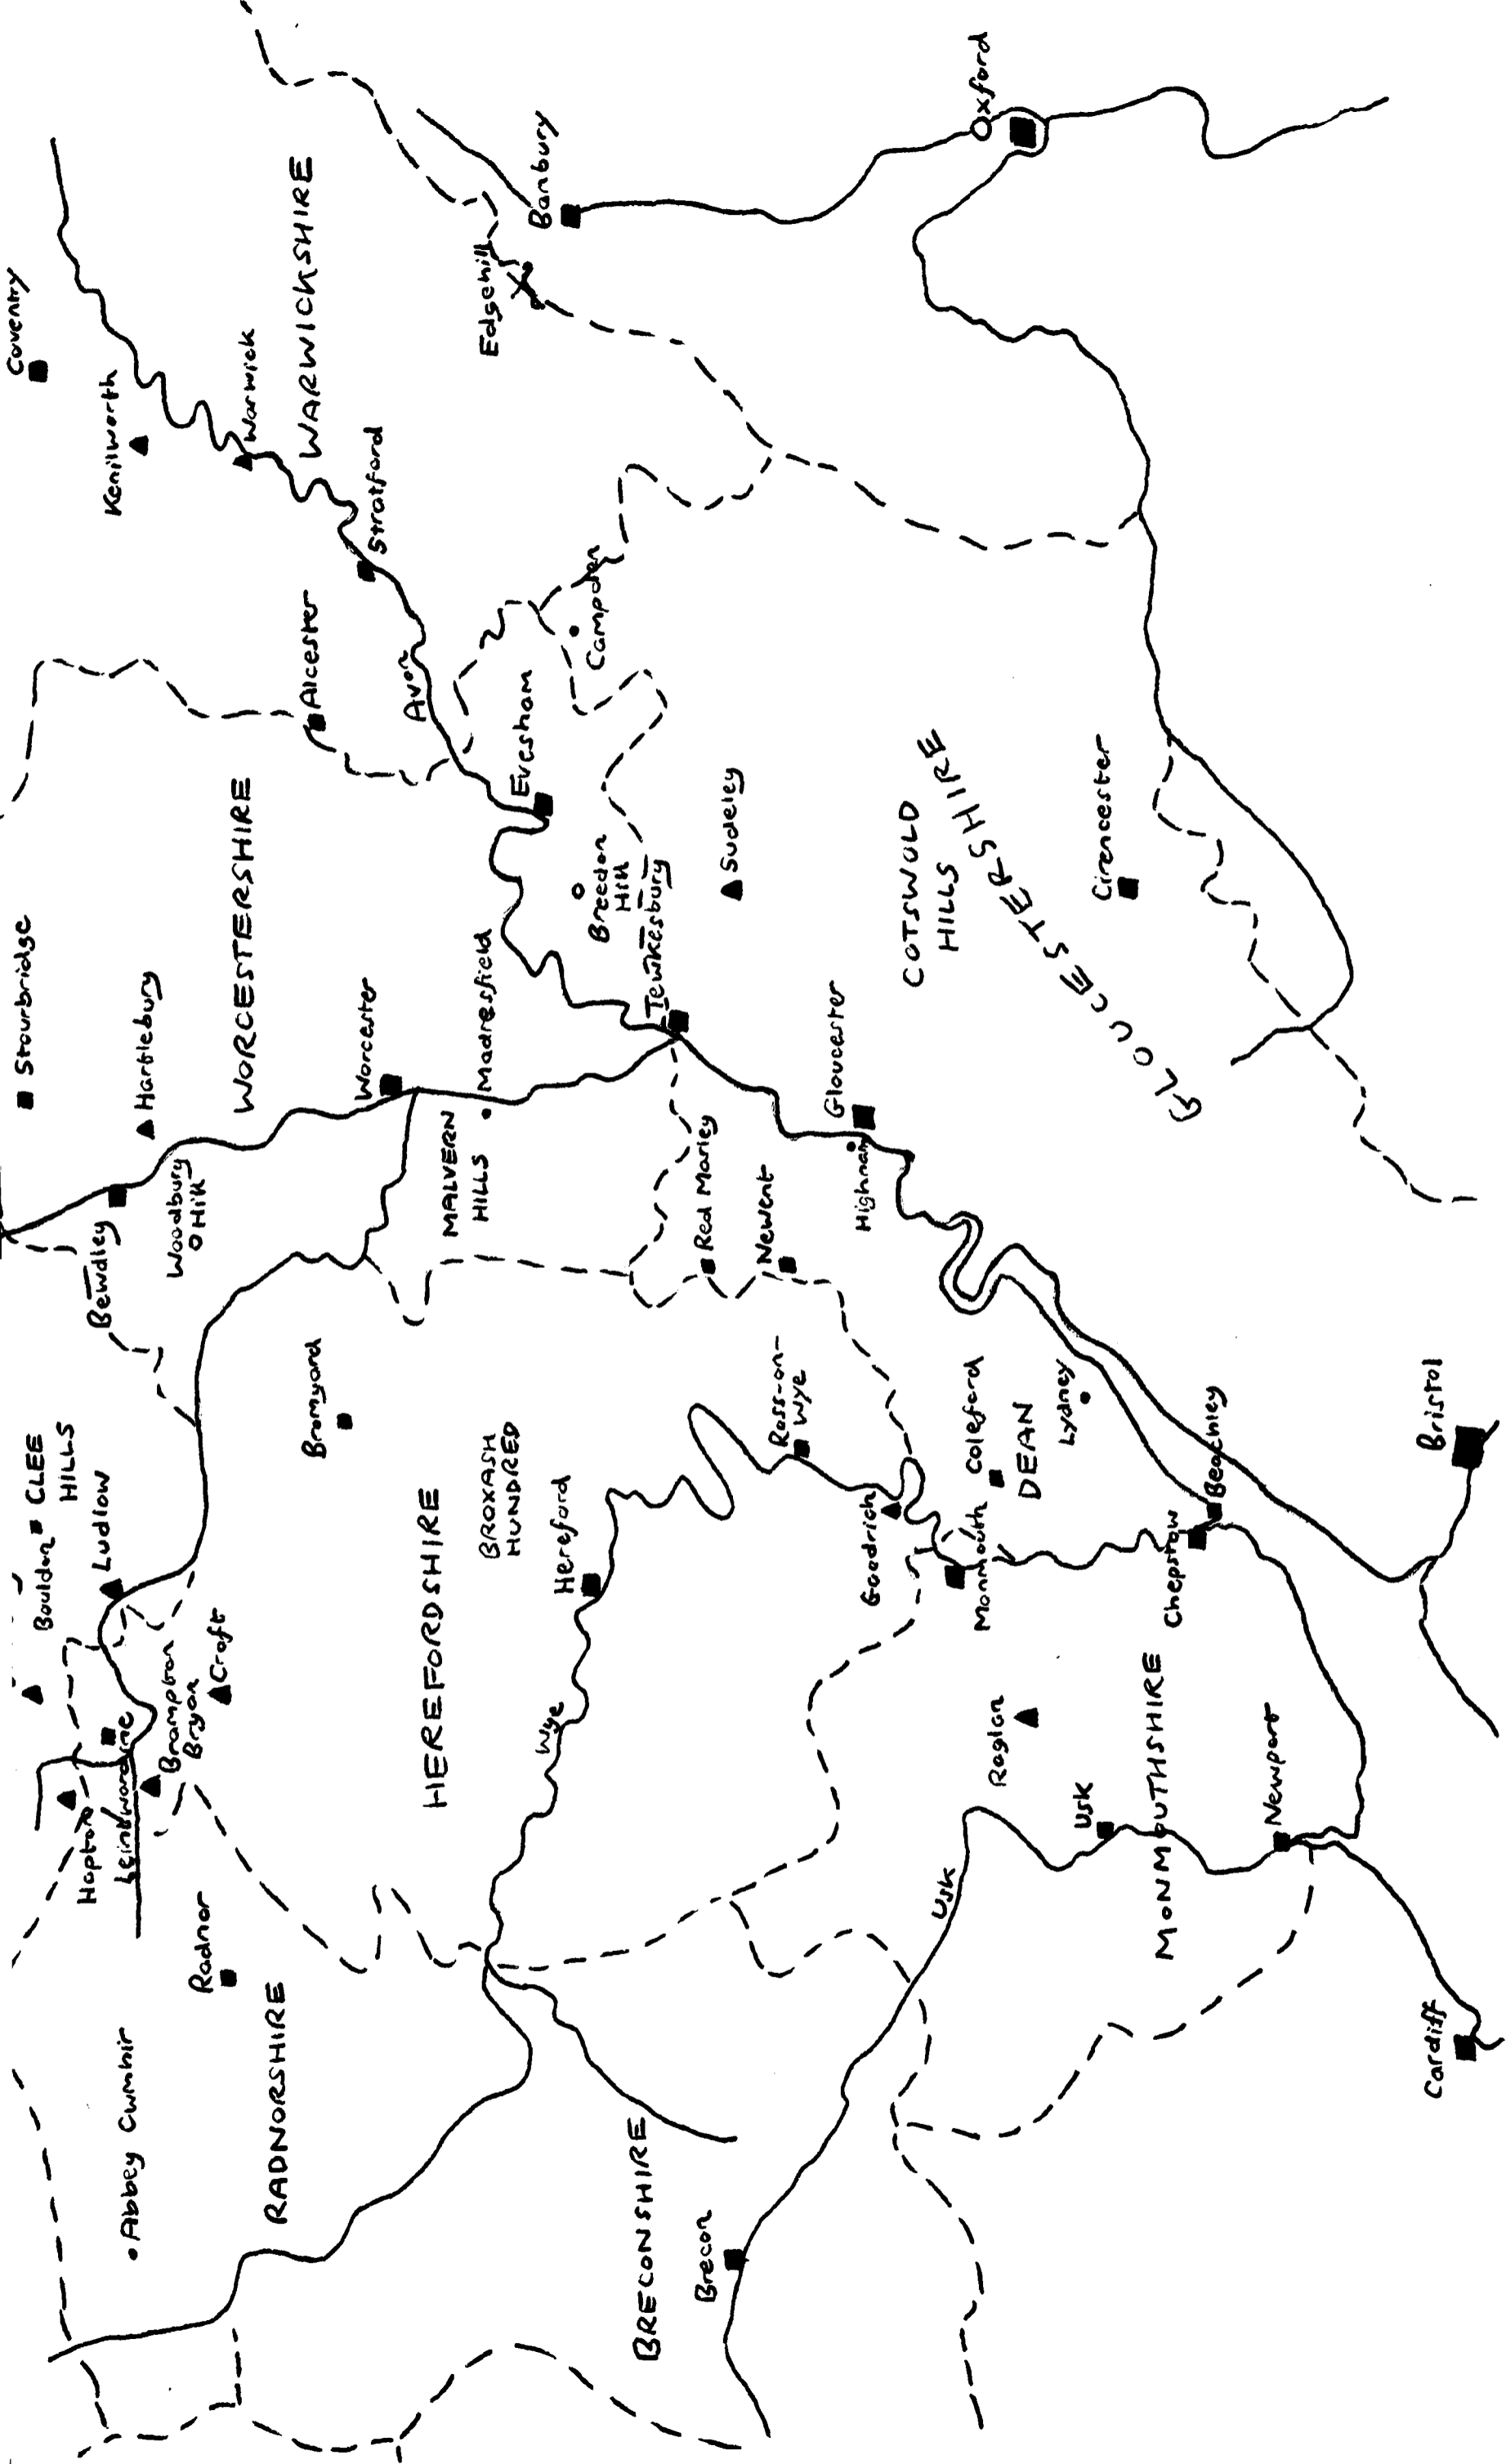 Abbey Cwmhir
Radnor
RADNORSHIRE
Hopton
Leintwardine
Brampton
Bryan
Croft
Bouldon
CLEE
HILLS
Ludlow
Bewdley
Woodbury
Hill
Stourbridge
Hartlebury
WORCESTERSHIRE
Worcester
Coventry
Kenilworth
Warwick
WARWICKSHIRE
Alcester
Stratford
Avon
Bromyard
HEREFORDSHIRE
BROXASH
HUNDRED
Hereford
Wye
MALVERN
HILLS
Madresfield
Evesham
Breedon
Hill
Tewkesbury
Campden
Edgehill
Banbury
BRECONSHIRE
Brecon
Red Marley
Newent
Ross-on-
Wye
Sudeley
Gloucester
Highnam
COTSWOLD
HILLS
GLOUCESTERSHIRE
Oxford
Goodrich
Monmouth
Coleford
DEAN
Lydney
Usk
Raglan
Usk
MONMOUTHSHIRE
Chepstow
Beachley
Cirencester
Newport
Cardiff
Bristol